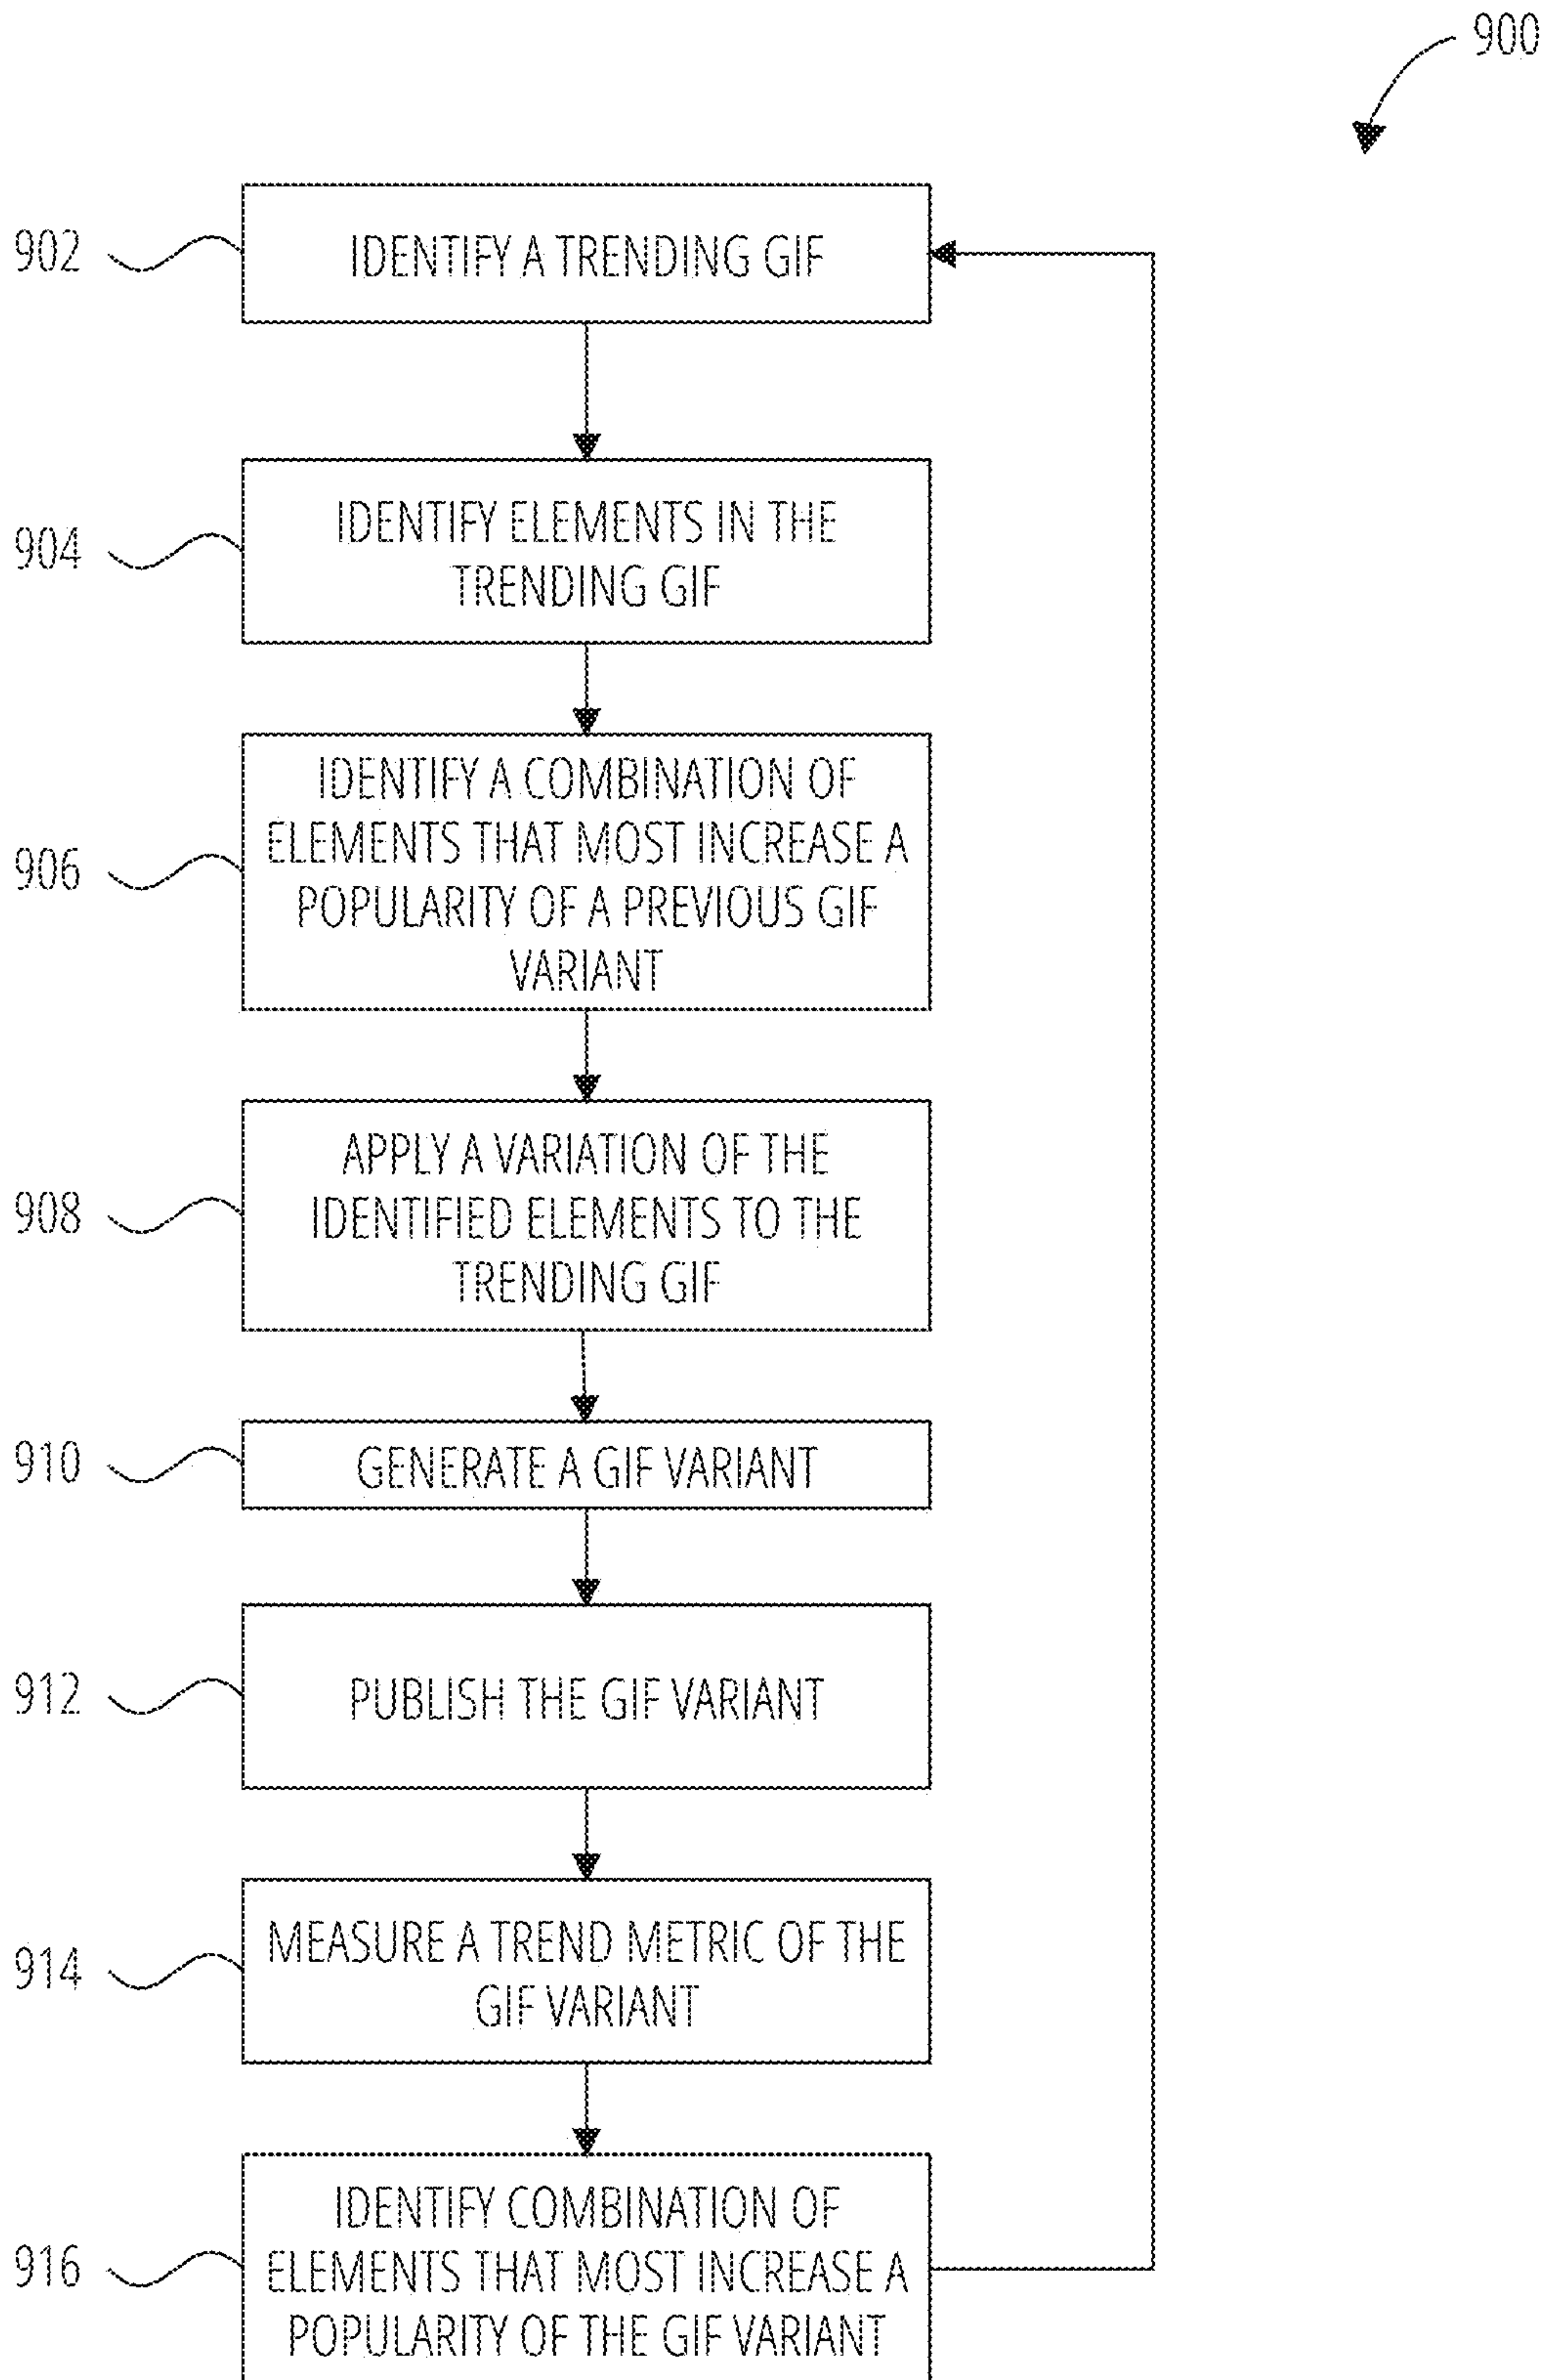 900
902
IDENTIFY A TRENDING GIF
904
IDENTIFY ELEMENTS IN THE
TRENDING GIF
906
IDENTIFY A COMBINATION OF
ELEMENTS THAT MOST INCREASE A
POPULARITY OF A PREVIOUS GIF
VARIANT
908
APPLY A VARIATION OF THE
IDENTIFIED ELEMENTS TO THE
TRENDING GIF
910
GENERATE A GIF VARIANT
912
PUBLISH THE GIF VARIANT
914
MEASURE A TREND METRIC OF THE
GIF VARIANT
916
IDENTIFY COMBINATION OF
ELEMENTS THAT MOST INCREASE A
POPULARITY OF THE GIF VARIANT